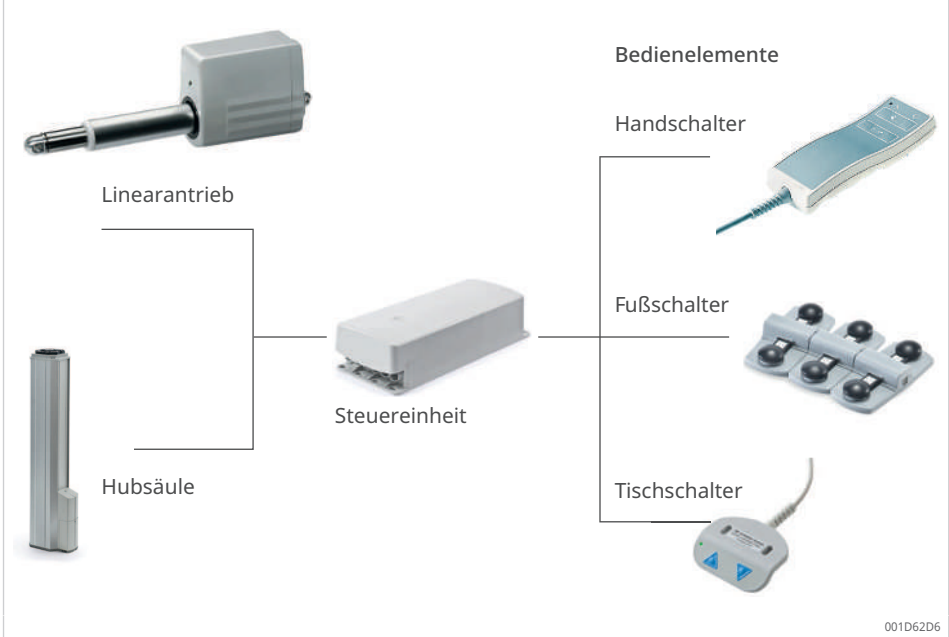 Bedienelemente
Handschalter
Linearantrieb
Fußschalter
Steuereinheit
Hubsäule
Tischschalter
001D62D6